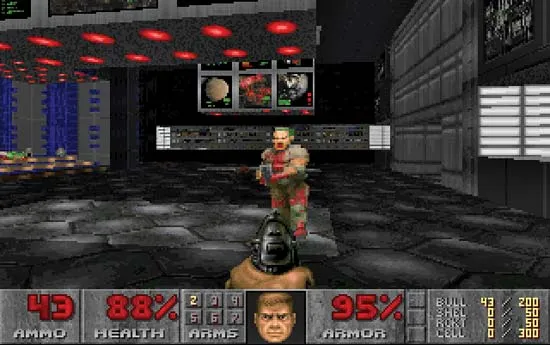 43 88% 2 3 4 95% BULL 43 / 200
5 6 7 SHEL 0 / 50
RCKT 0 / 50
AMMO HEALTH ARMS ARMOR CELL 0 / 300